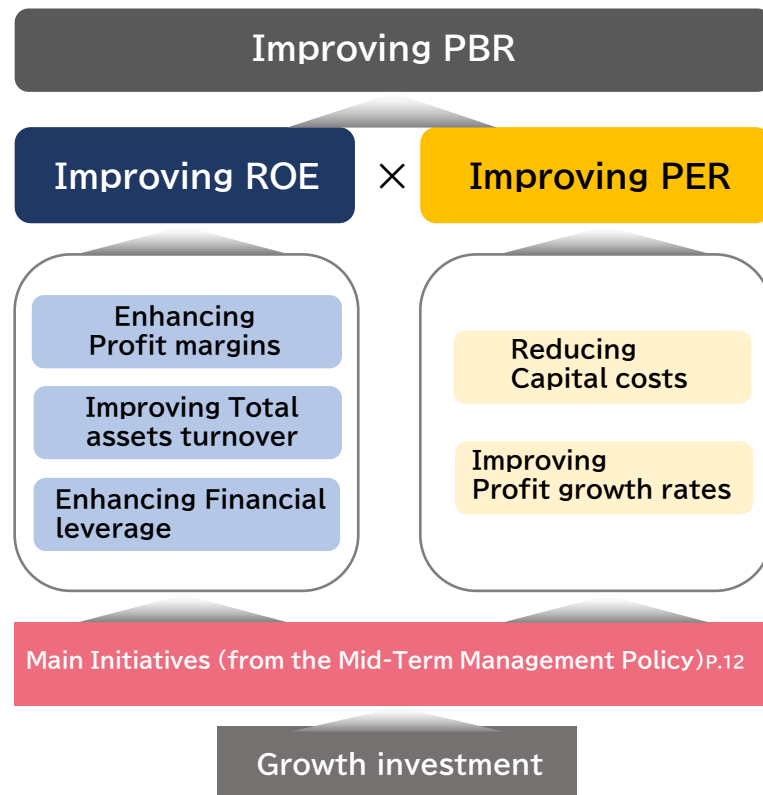 Improving PBR
Improving ROE
×
Improving PER
Enhancing
Profit margins
Improving Total
assets turnover
Enhancing Financial
leverage
Reducing
Capital costs
Improving
Profit growth rates
Main Initiatives (from the Mid-Term Management Policy)P.12
Growth investment